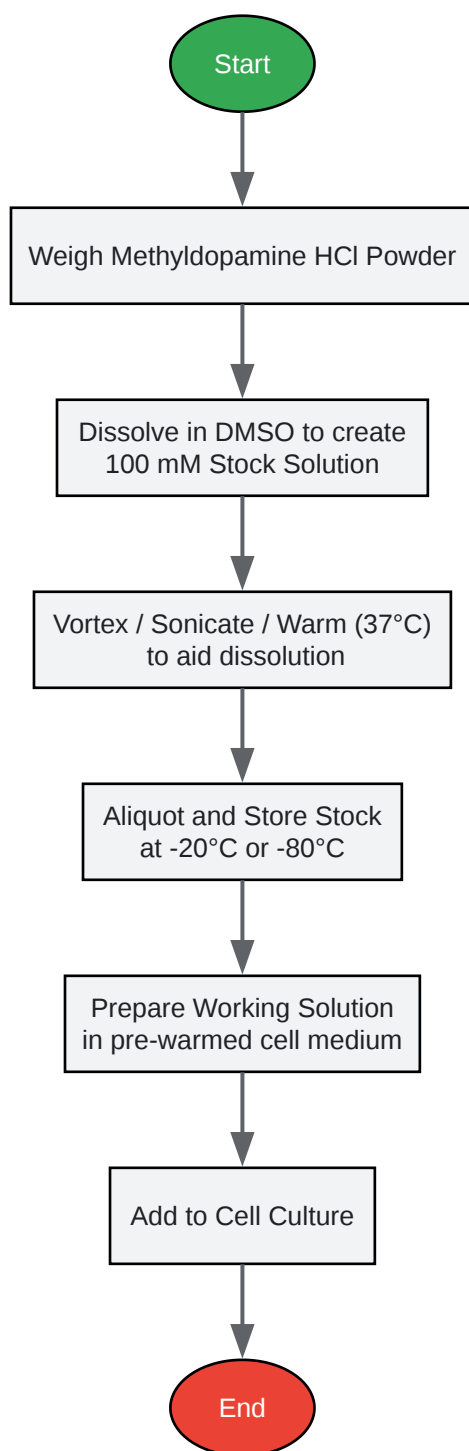 Start
Weigh Methyldopamine HCl Powder
Dissolve in DMSO to create
100 mM Stock Solution
Vortex / Sonicate / Warm (37°C)
to aid dissolution
Aliquot and Store Stock
at -20°C or -80°C
Prepare Working Solution
in pre-warmed cell medium
Add to Cell Culture
End